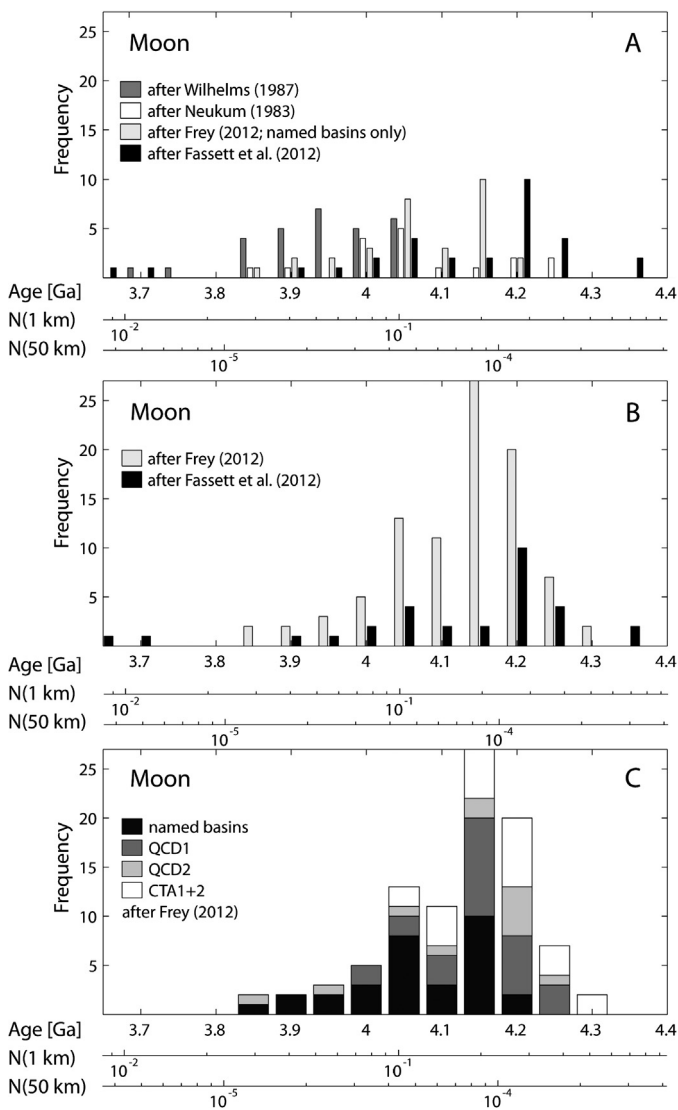 Moon
A
25
20
15
10
5
Frequency
after Wilhelms (1987)
after Neukum (1983)
after Frey (2012; named basins only)
after Fassett et al. (2012)
Age [Ga]
3.7 3.8 3.9 4 4.1 4.2 4.3 4.4
N(1 km)
10-2 10-1
N(50 km)
10-5 10-4
Moon
B
25
20
15
10
5
Frequency
after Frey (2012)
after Fassett et al. (2012)
Age [Ga]
3.7 3.8 3.9 4 4.1 4.2 4.3 4.4
N(1 km)
10-2 10-1
N(50 km)
10-5 10-4
Moon
C
25
20
15
10
5
Frequency
named basins
QCD1
QCD2
CTA1+2
after Frey (2012)
Age [Ga]
3.7 3.8 3.9 4 4.1 4.2 4.3 4.4
N(1 km)
10-2 10-1
N(50 km)
10-5 10-4